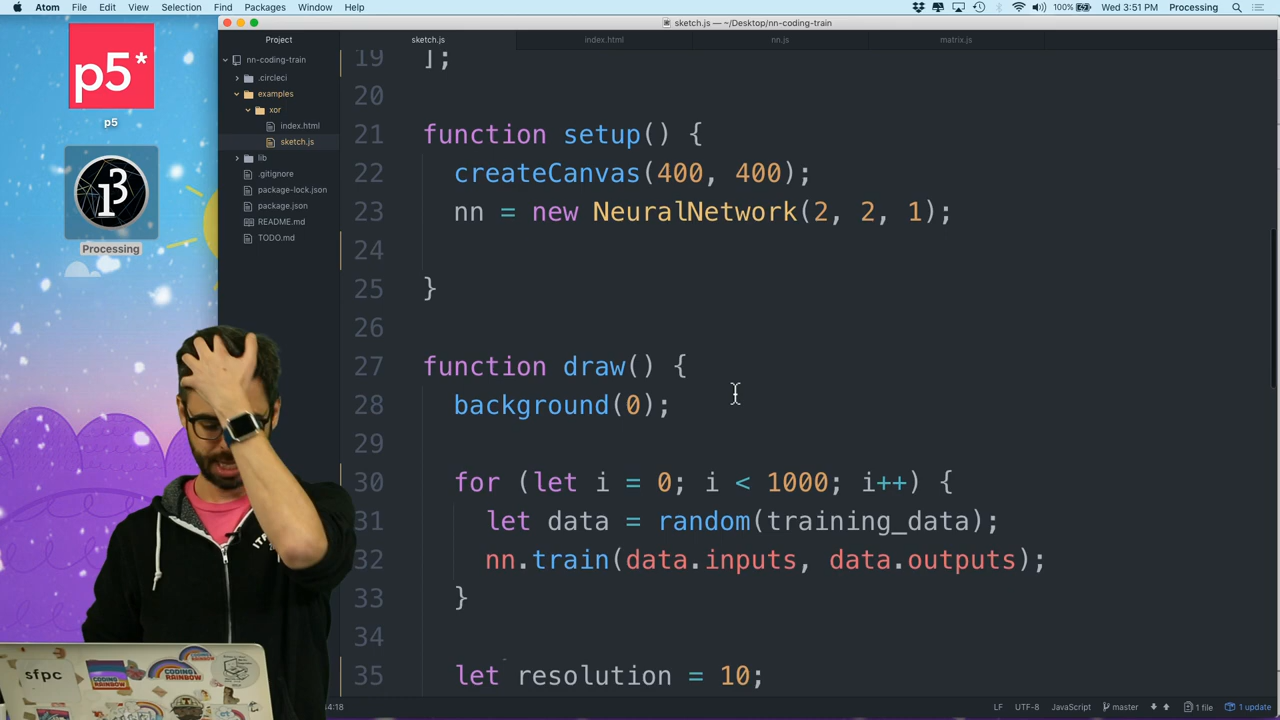 Atom File Edit View Selection Find Packages Window Help
100% Wed 3:51 PM Processing
sketch.js — ~/Desktop/nn-coding-train
Project
sketch.js index.html nn.js matrix.js
nn-coding-train
.circleci
examples
xor
index.html
sketch.js
lib
.gitignore
package-lock.json
package.json
README.md
TODO.md
p5*
p5
Processing
19 ];
20
21 function setup() {
22 createCanvas(400, 400);
23 nn = new NeuralNetwork(2, 2, 1);
24
25 }
26
27 function draw() {
28 background(0);
29
30 for (let i = 0; i < 1000; i++) {
31 let data = random(training_data);
32 nn.train(data.inputs, data.outputs);
33 }
34
35 let resolution = 10;
sfpc
CODING RAINBOW
LF UTF-8 JavaScript master 1 file 1 update